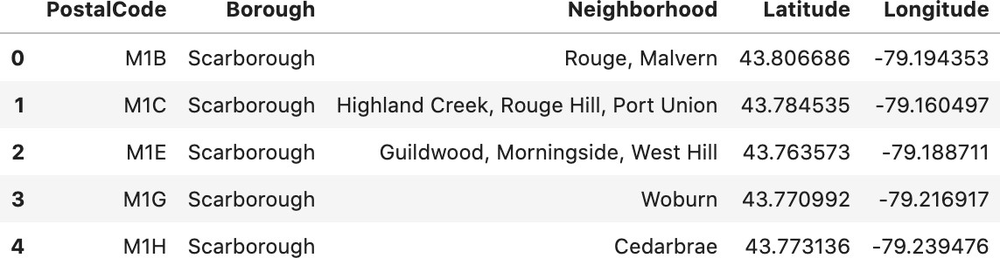 PostalCode Borough Neighborhood Latitude Longitude
0 M1B Scarborough Rouge, Malvern 43.806686 -79.194353
1 M1C Scarborough Highland Creek, Rouge Hill, Port Union 43.784535 -79.160497
2 M1E Scarborough Guildwood, Morningside, West Hill 43.763573 -79.188711
3 M1G Scarborough Woburn 43.770992 -79.216917
4 M1H Scarborough Cedarbrae 43.773136 -79.239476